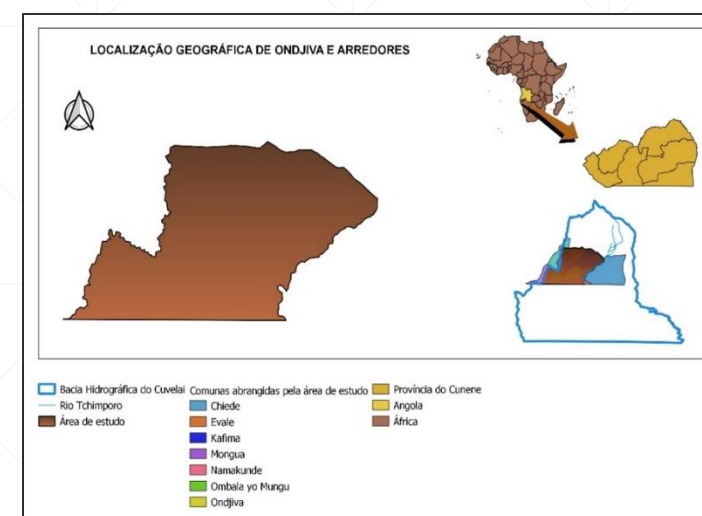 LOCALIZAÇÃO GEOGRÁFICA DE ONDJIVA E ARREDORES
Bacia Hidrográfica do Cuvelai
Rio Tchimporo
Área de estudo
Comunas abrangidas pela área de estudo
Chiede
Evale
Kafima
Mongua
Namakunde
Ombala yo Mungu
Ondjiva
Província do Cunene
Angola
África